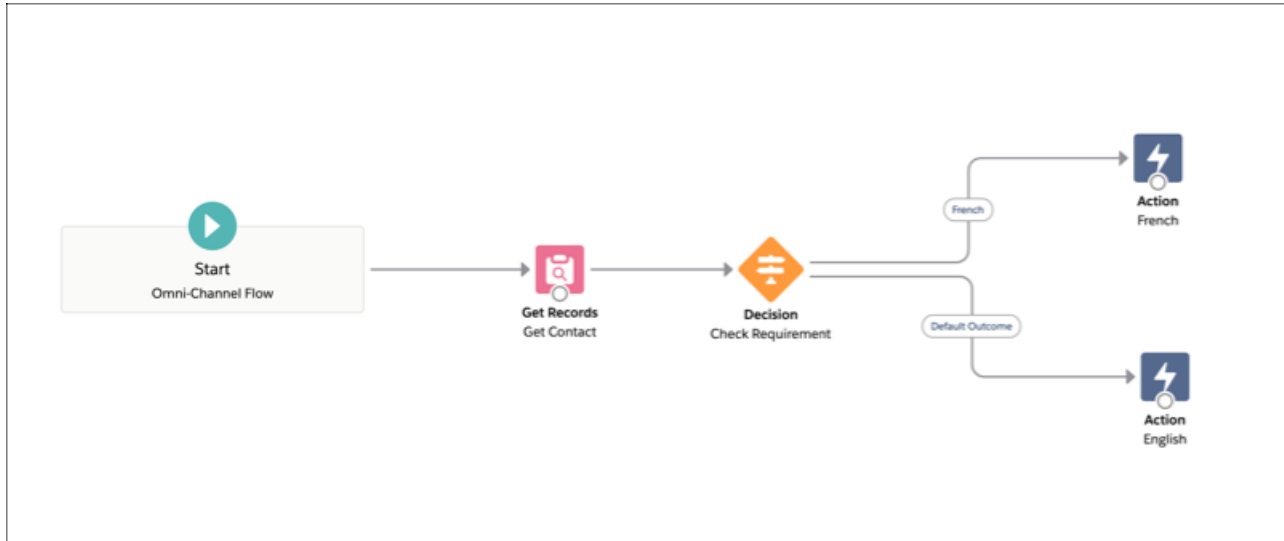 Start
Omni-Channel Flow
Get Records
Get Contact
Decision
Check Requirement
French
Default Outcome
Action
French
Action
English